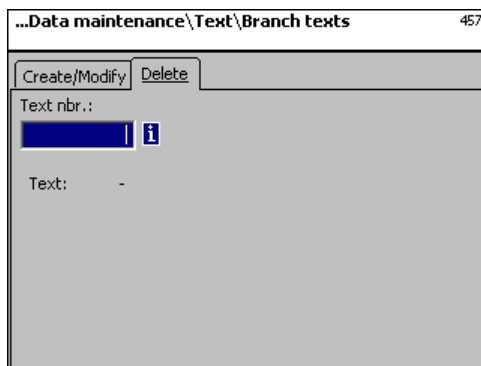 ...Data maintenance\Text\Branch texts 457
Create/Modify Delete
Text nbr.:
i
Text: -